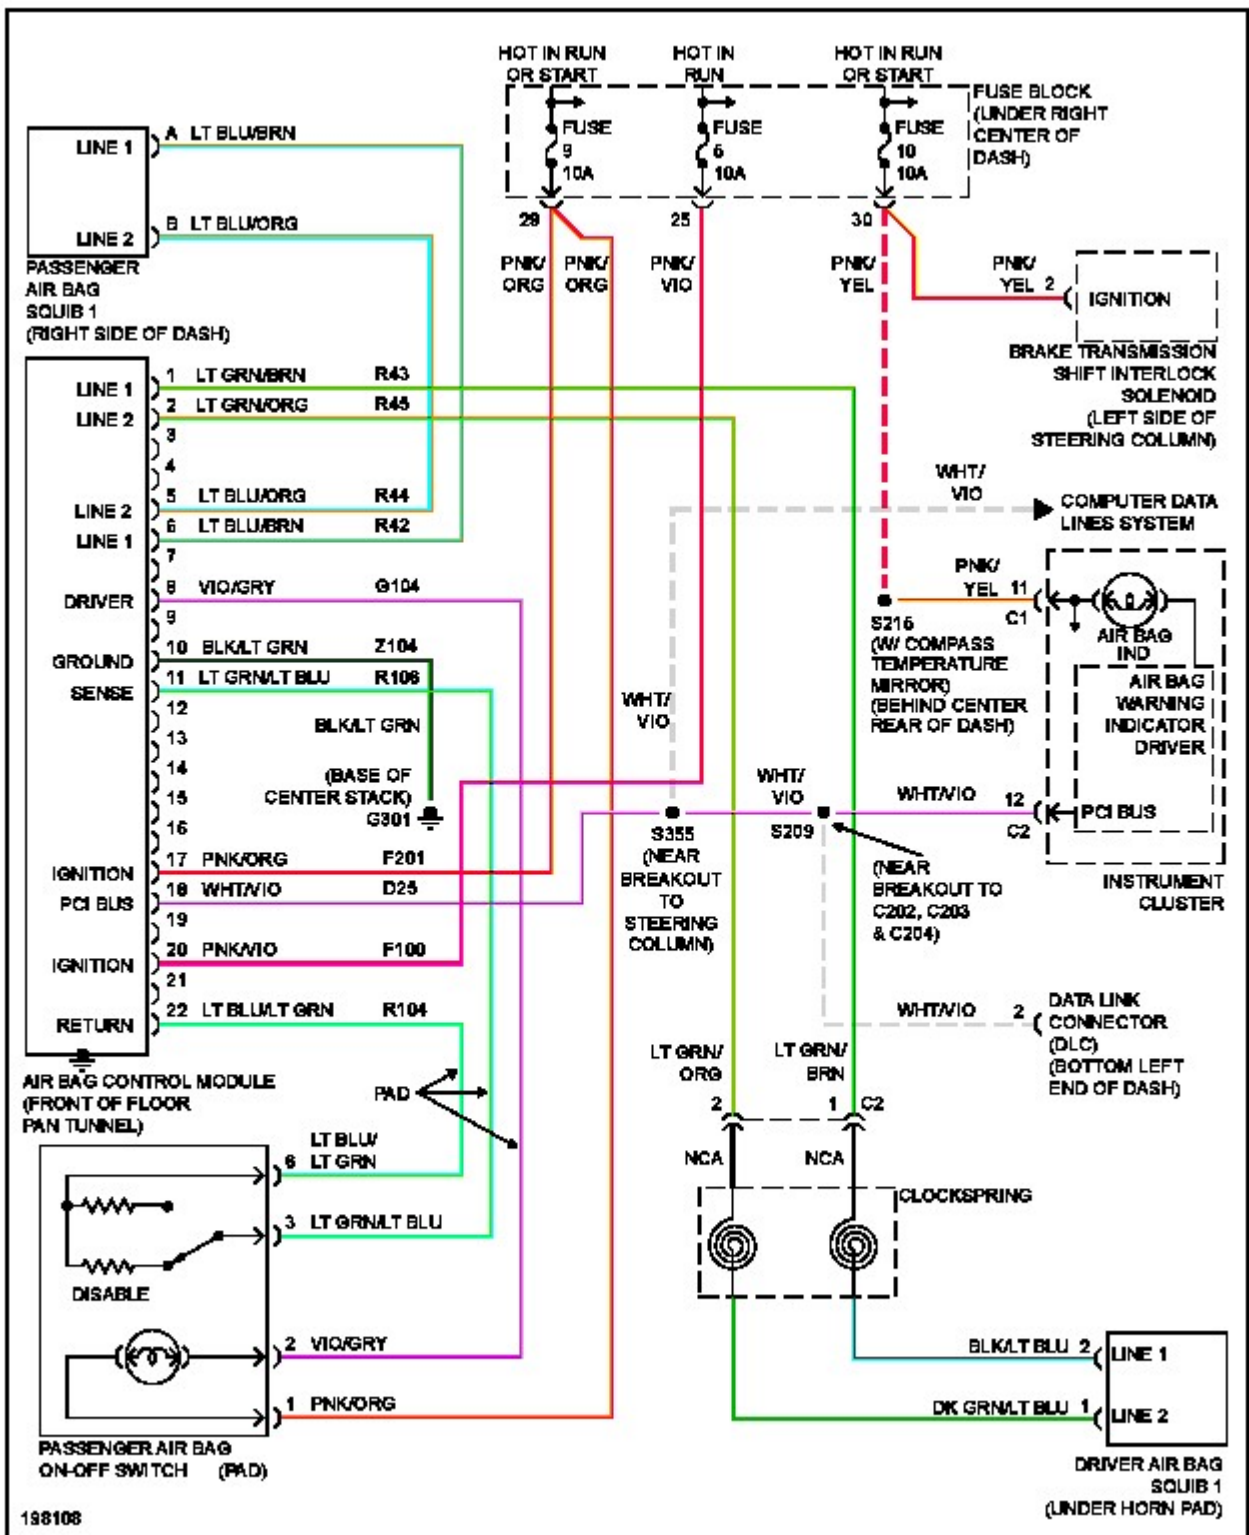 HOT IN RUN
OR START
HOT IN
RUN
HOT IN RUN
OR START
FUSE BLOCK
(UNDER RIGHT
CENTER OF
DASH)
FUSE
9
10A
FUSE
6
10A
FUSE
10
10A
29
25
30
PNK/
ORG
PNK/
ORG
PNK/
VIO
PNK/
YEL
PNK/
YEL 2
IGNITION
BRAKE TRANSMISSION
SHIFT INTERLOCK
SOLENOID
(LEFT SIDE OF
STEERING COLUMN)
LINE 1
A LT BLU/BRN
LINE 2
B LT BLU/ORG
PASSENGER
AIR BAG
SQUIB 1
(RIGHT SIDE OF DASH)
LINE 1
1 LT GRN/BRN R43
LINE 2
2 LT GRN/ORG R45
3
4
LINE 2
5 LT BLU/ORG R44
LINE 1
6 LT BLU/BRN R42
7
DRIVER
8 VIO/GRY G104
9
GROUND
10 BLK/LT GRN Z104
SENSE
11 LT GRN/LT BLU R106
12
13
14
15
16
IGNITION
17 PNK/ORG F201
PCI BUS
18 WHT/VIO D25
19
IGNITION
20 PNK/VIO F100
21
RETURN
22 LT BLU/LT GRN R104
AIR BAG CONTROL MODULE
(FRONT OF FLOOR
PAN TUNNEL)
BLK/LT GRN
(BASE OF
CENTER STACK)
G301
WHT/
VIO
COMPUTER DATA
LINES SYSTEM
PNK/
YEL 11
C1
S216
(W/ COMPASS
TEMPERATURE
MIRROR)
(BEHIND CENTER
REAR OF DASH)
AIR BAG
IND
AIR BAG
WARNING
INDICATOR
DRIVER
WHT/
VIO
WHT/
VIO
WHT/VIO 12
C2
PCI BUS
INSTRUMENT
CLUSTER
S355
(NEAR
BREAKOUT
TO
STEERING
COLUMN)
S209
(NEAR
BREAKOUT TO
C202, C203
& C204)
WHT/VIO 2
DATA LINK
CONNECTOR
(DLC)
(BOTTOM LEFT
END OF DASH)
LT GRN/
ORG
LT GRN/
BRN
2
1 C2
NCA
NCA
CLOCKSPRING
PAD
LT BLU/
6 LT GRN
3 LT GRN/LT BLU
DISABLE
2 VIO/GRY
1 PNK/ORG
PASSENGER AIR BAG
ON-OFF SWITCH (PAD)
BLK/LT BLU 2
LINE 1
DK GRN/LT BLU 1
LINE 2
DRIVER AIR BAG
SQUIB 1
(UNDER HORN PAD)
198108